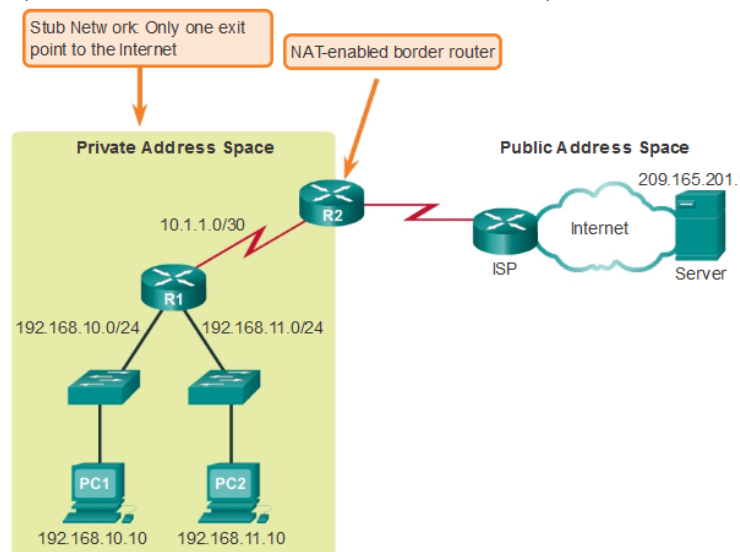 Stub Network: Only one exit
point to the Internet
NAT-enabled border router
Private Address Space
Public Address Space
209.165.201.
R2
10.1.1.0/30
Internet
ISP
Server
R1
192.168.10.0/24
192.168.11.0/24
PC1
PC2
192.168.10.10
192.168.11.10